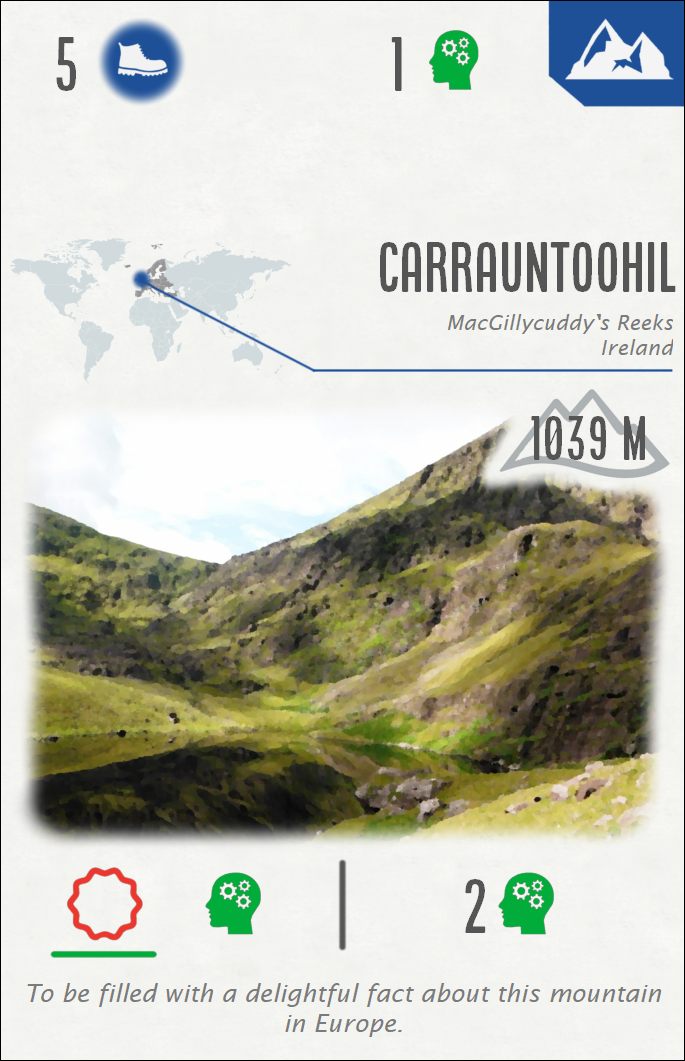 5
1
CARRAUNTOOHIL
MacGillycuddy's Reeks
Ireland
1039 M
2
To be filled with a delightful fact about this mountain
in Europe.